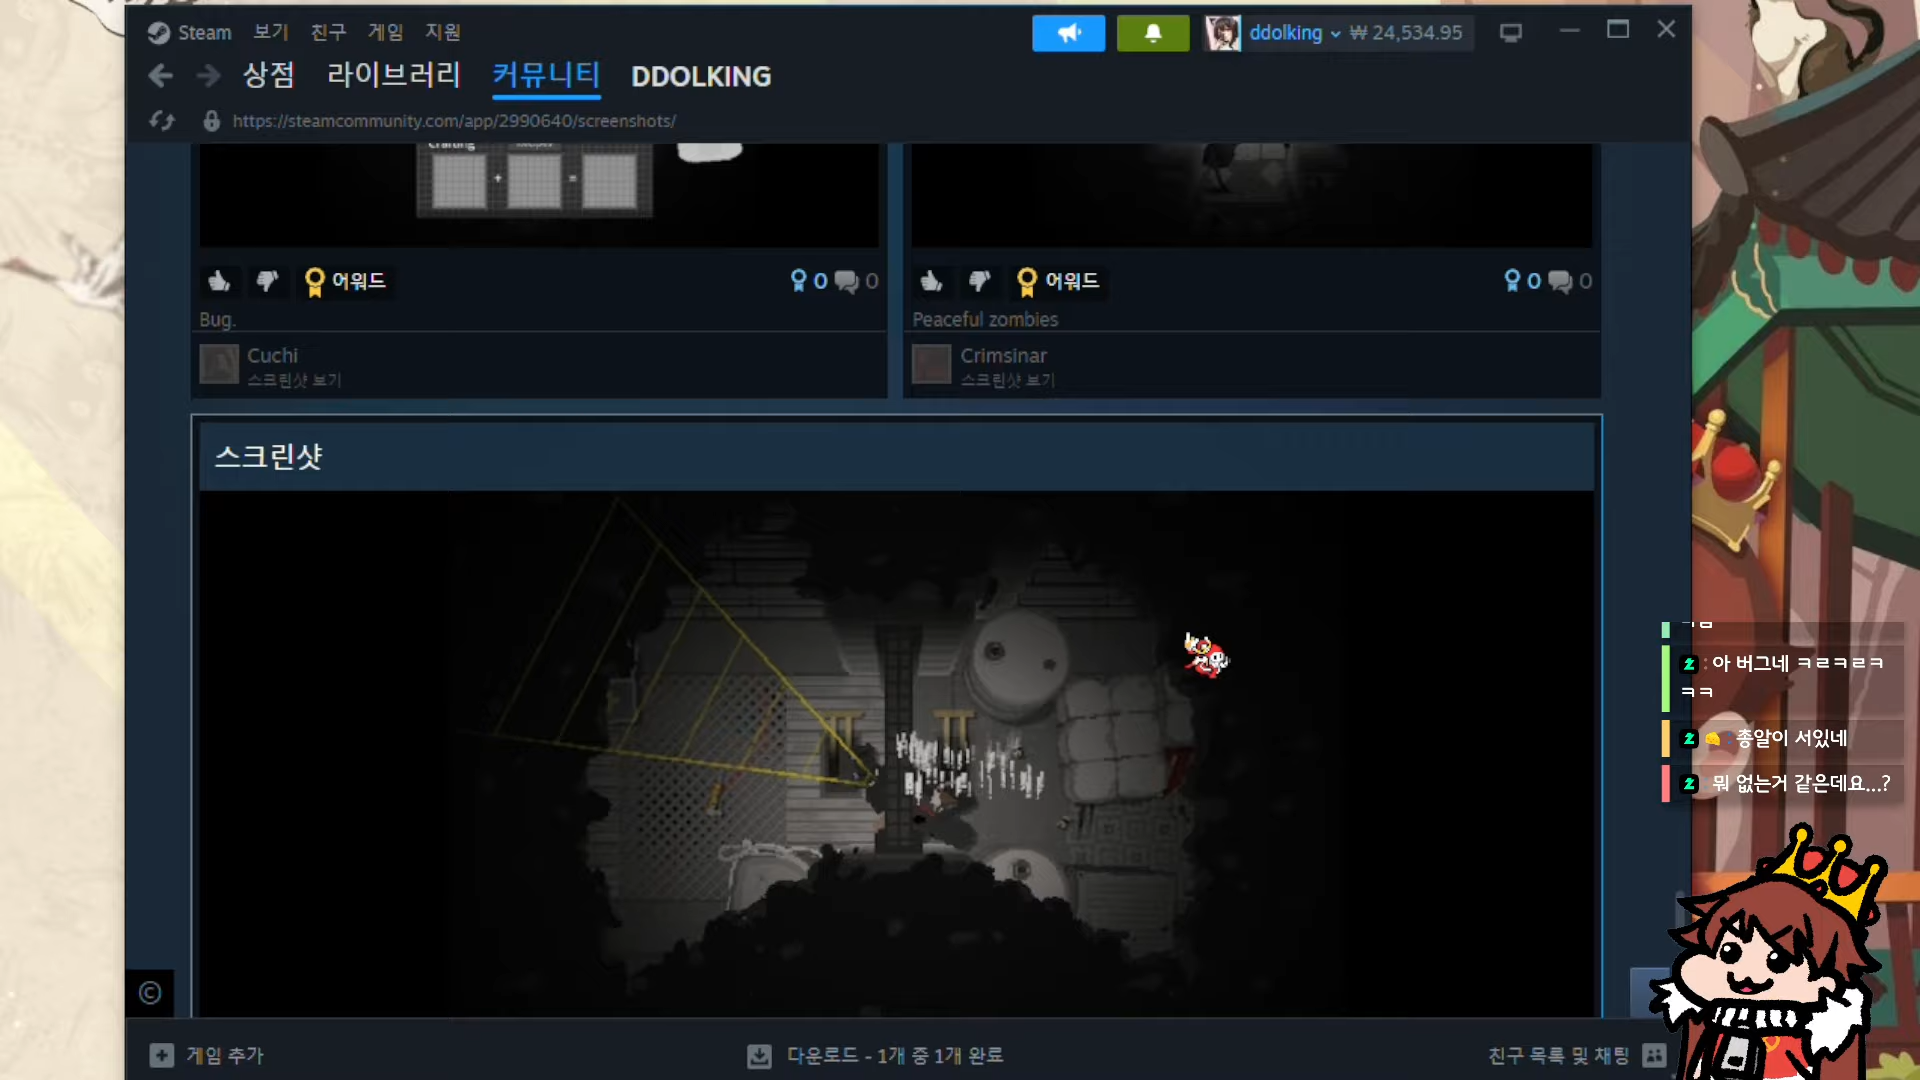 Steam 보기 친구 게임 지원
ddolking ₩ 24,534.95
상점 라이브러리 커뮤니티 DDOLKING
https://steamcommunity.com/app/2990640/screenshots/
Crafting
+ =
어워드 0 0
어워드 0 0
Bug.
Peaceful zombies
Cuchi
스크린샷 보기
Crimsinar
스크린샷 보기
스크린샷
: 아 버그네 ㅋㄹㅋㄹㅋ
ㅋㅋ
: 총알이 서있네
뭐 없는거 같은데요...?
©
게임 추가
다운로드 - 1개 중 1개 완료
친구 목록 및 채팅